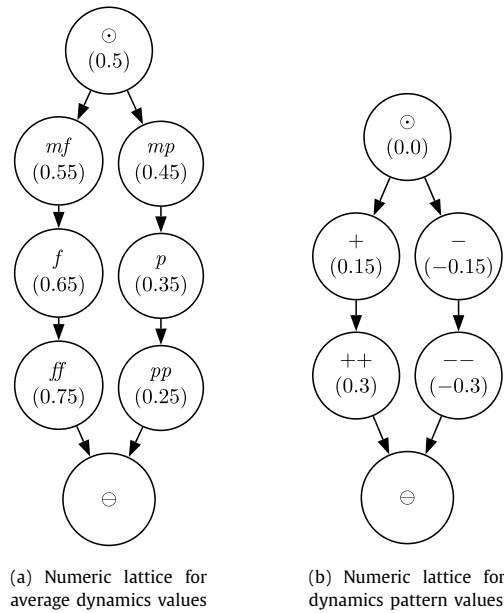 ⊙
(0.5)
mf
(0.55)
mp
(0.45)
f
(0.65)
p
(0.35)
ff
(0.75)
pp
(0.25)
⊖
(a) Numeric lattice for
average dynamics values
⊙
(0.0)
+
(0.15)
-
(−0.15)
++
(0.3)
--
(−0.3)
⊖
(b) Numeric lattice for
dynamics pattern values